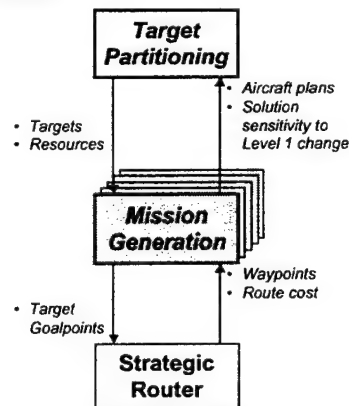 Target
Partitioning
• Targets
• Resources
• Aircraft plans
• Solution
sensitivity to
Level 1 change
Mission
Generation
• Target
Goalpoints
• Waypoints
• Route cost
Strategic
Router